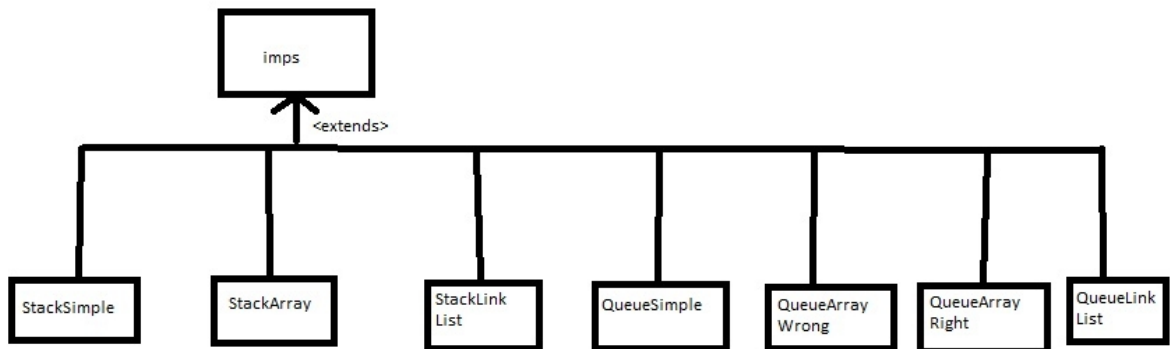 imps
<extends>
StackSimple
StackArray
StackLink
List
QueueSimple
QueueArray
Wrong
QueueArray
Right
QueueLink
List